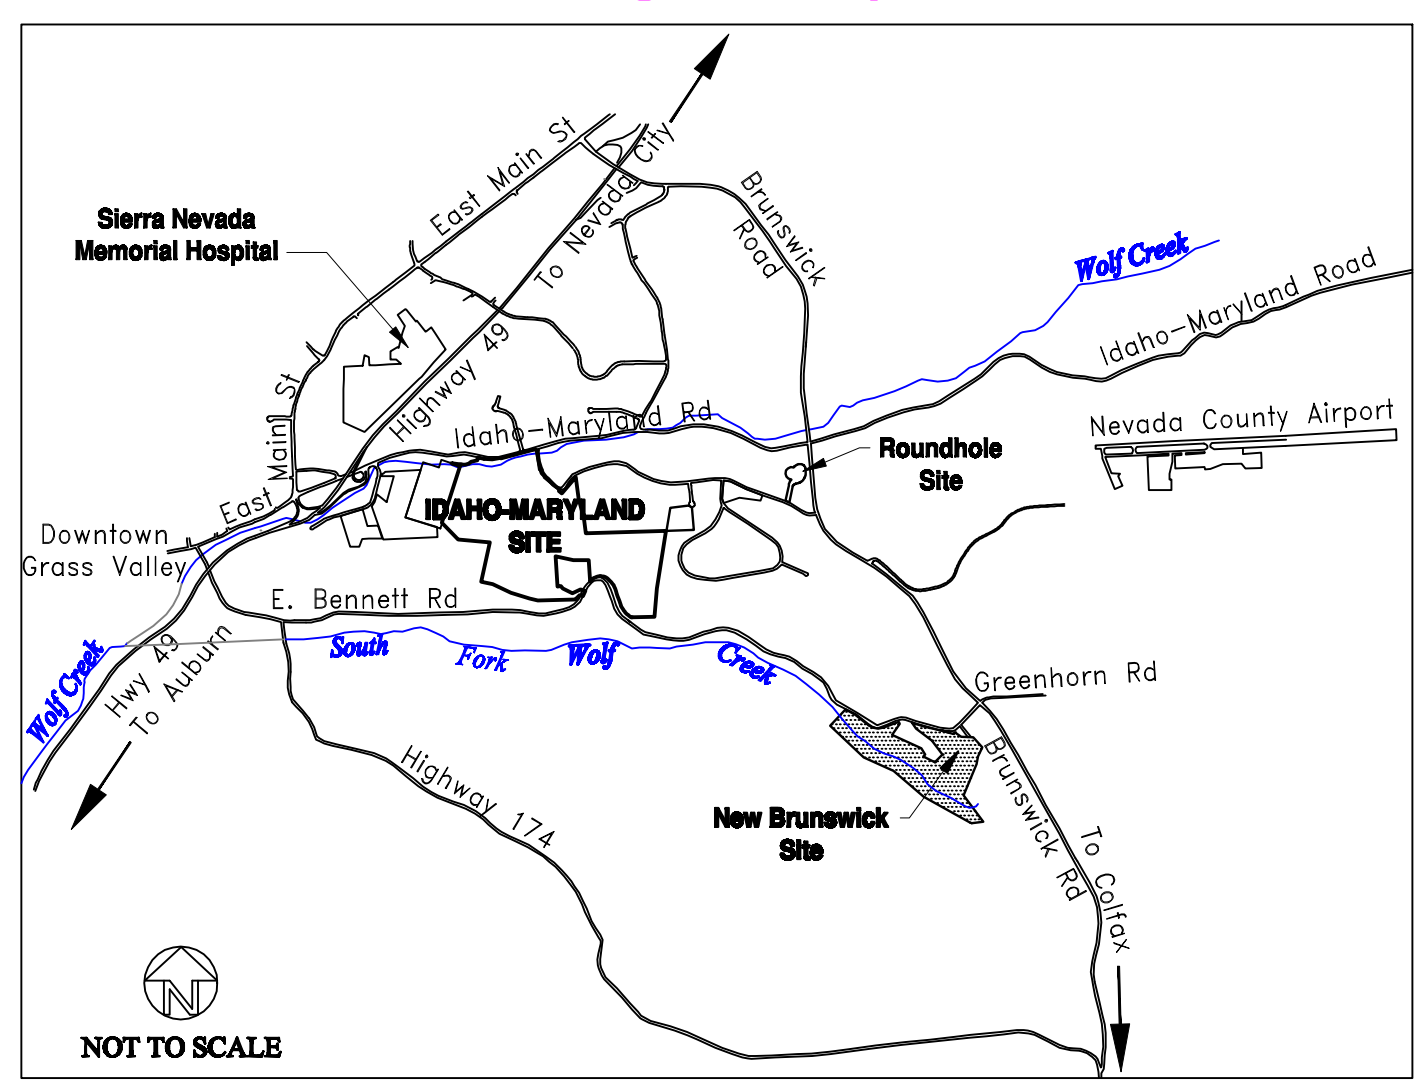 City
To Nevada
East Main St
Brunswick
Road
Sierra Nevada
Memorial Hospital
Wolf Creek
Idaho-Maryland Road
Highway 49
East Main St
Idaho-Maryland Rd
Nevada County Airport
Roundhole
Site
IDAHO-MARYLAND
SITE
Downtown
Grass Valley
E. Bennett Rd
South Fork Wolf Creek
Wolf Creek
Hwy 49
To Auburn
Greenhorn Rd
Highway 174
New Brunswick
Site
Brunswick Rd
To Colfax
N
NOT TO SCALE